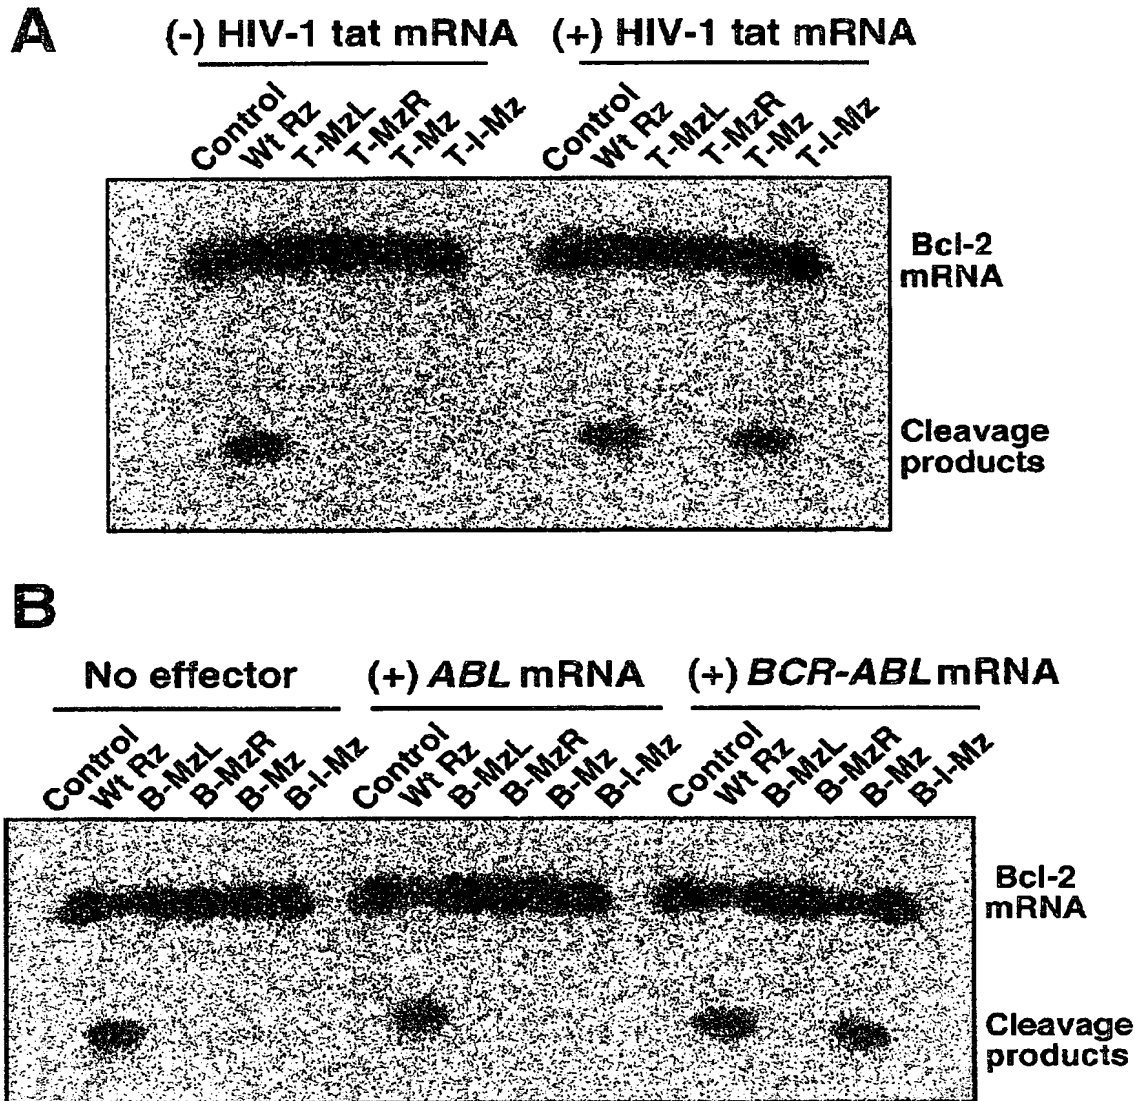 A
(-) HIV-1 tat mRNA (+) HIV-1 tat mRNA
Control Wt Rz T-MzL T-MzR T-Mz T-I-Mz Control Wt Rz T-MzL T-MzR T-Mz T-I-Mz
Bcl-2
mRNA
Cleavage
products
B
No effector (+) ABL mRNA (+) BCR-ABL mRNA
Control Wt Rz B-MzL B-MzR B-Mz B-I-Mz Control Wt Rz B-MzL B-MzR B-Mz B-I-Mz Control Wt Rz B-MzL B-MzR B-Mz B-I-Mz
Bcl-2
mRNA
Cleavage
products